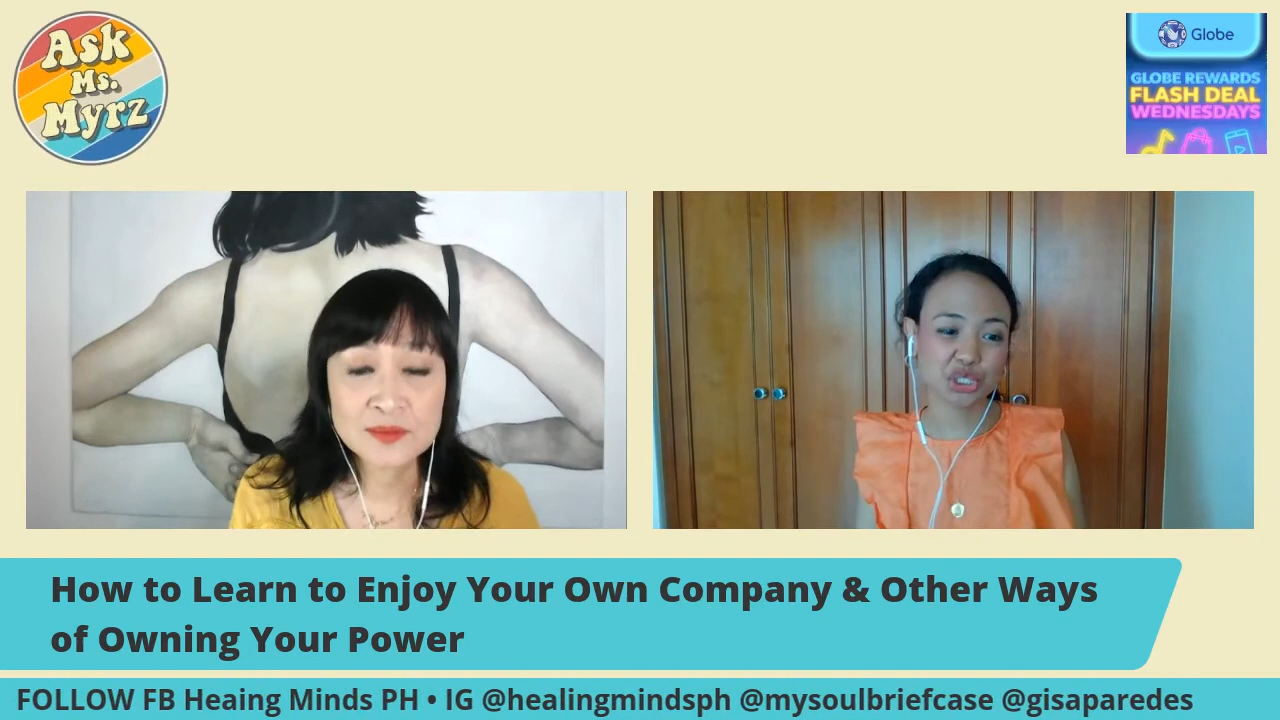 Ask
Ms.
Myrz
Globe
GLOBE REWARDS
FLASH DEAL
WEDNESDAYS
How to Learn to Enjoy Your Own Company & Other Ways
of Owning Your Power
FOLLOW FB Heaing Minds PH • IG @healingmindsph @mysoulbriefcase @gisaparedes